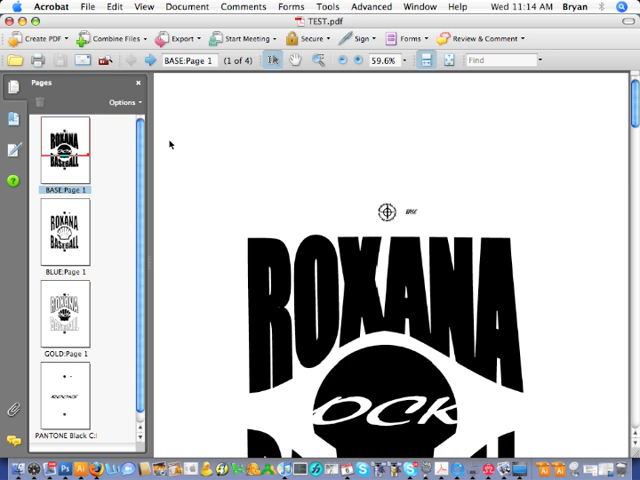 Acrobat File Edit View Document Comments Forms Tools Advanced Window Help Wed 11:14 AM Bryan
TEST.pdf
Create PDF Combine Files Export Start Meeting Secure Sign Forms Review & Comment
BASE:Page 1 (1 of 4) 59.6% Find
Pages
Options
ROXANA
BASEBALL
BASE:Page 1
ROXANA
BASEBALL
BLUE:Page 1
ROXANA
BASEBALL
GOLD:Page 1
ROCKS
PANTONE Black C:
BASE
ROXANA
OCK